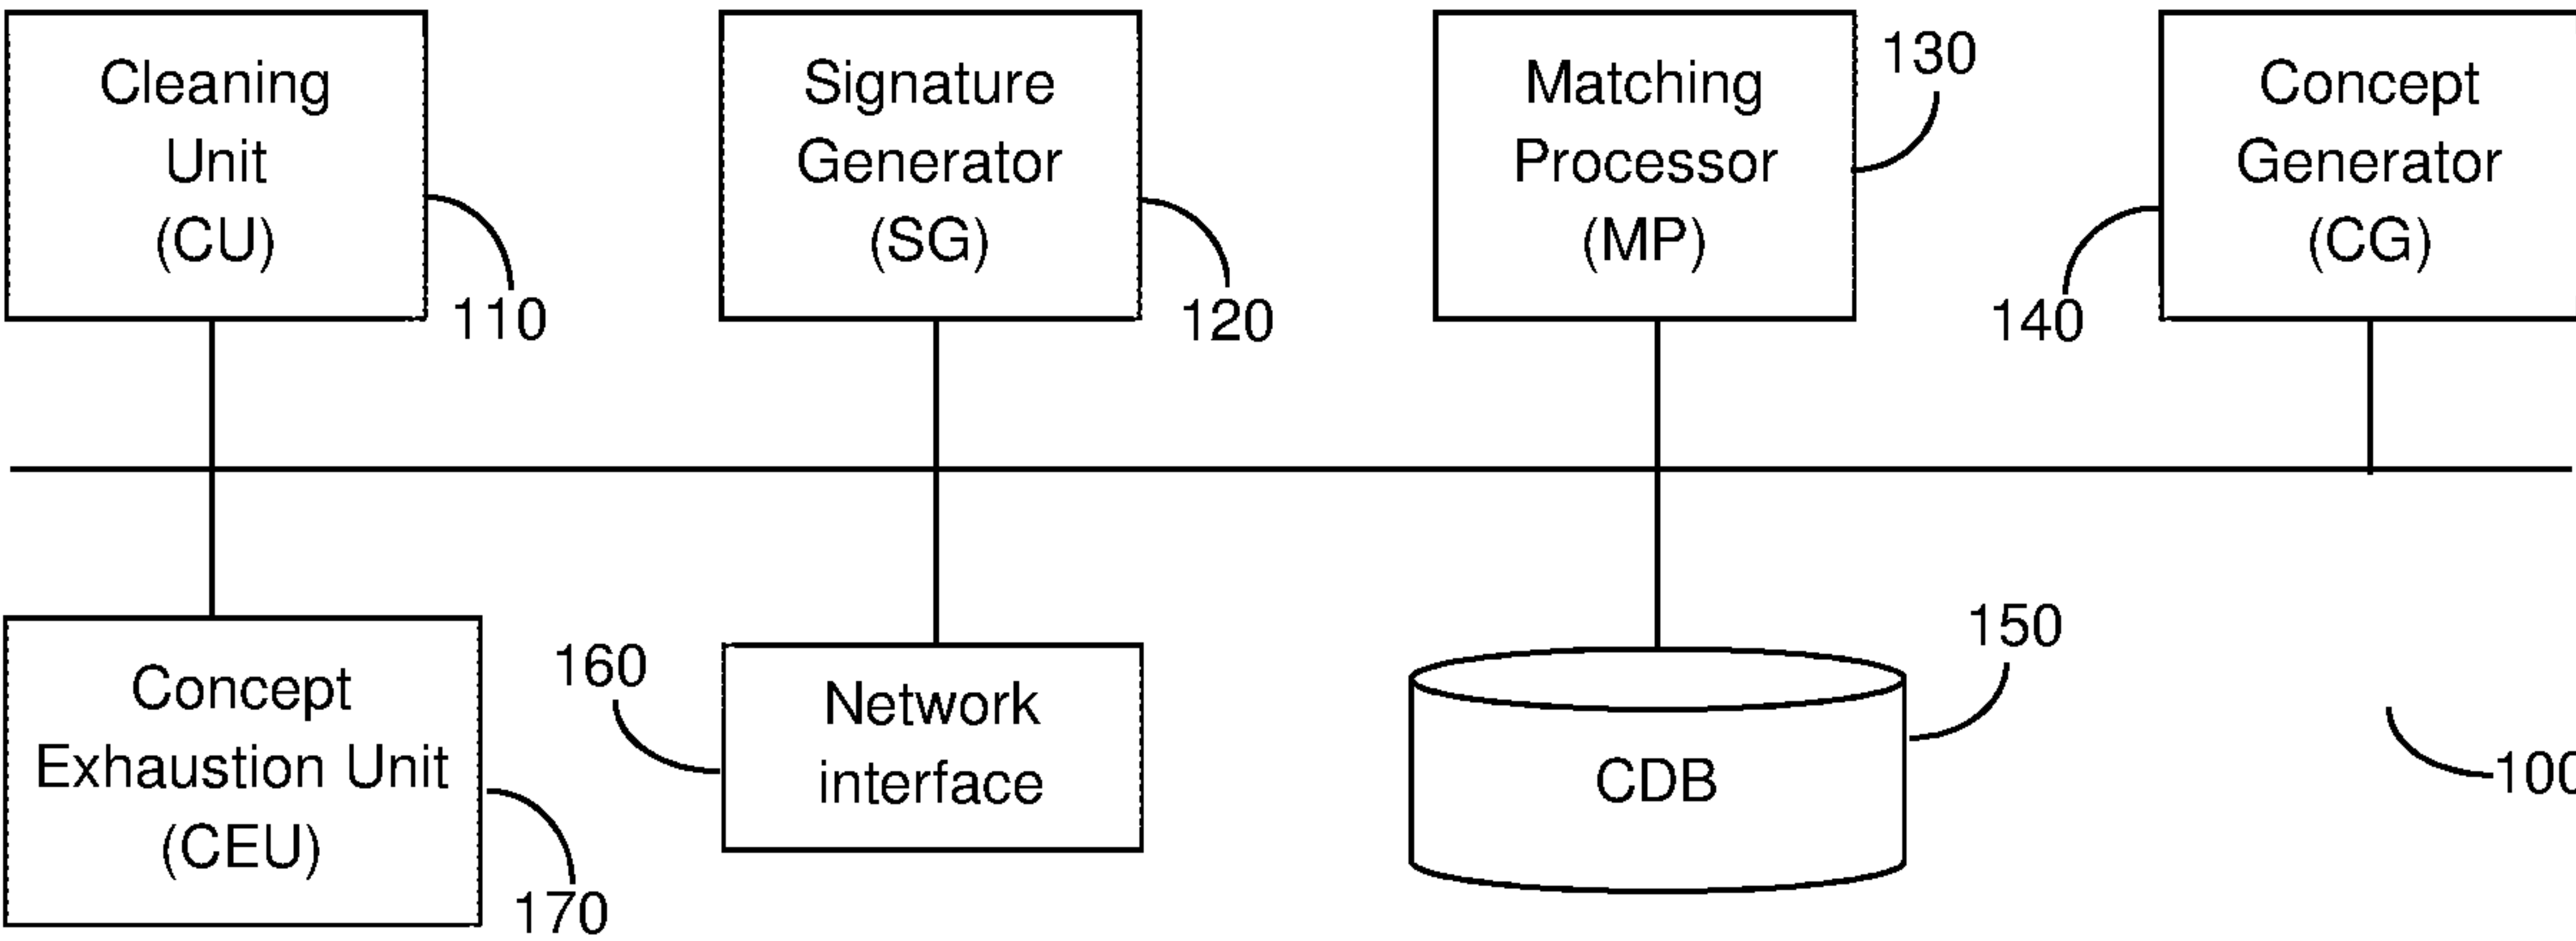 Cleaning
Unit
(CU)
110
Signature
Generator
(SG)
120
Matching
Processor
(MP)
130
Concept
Generator
(CG)
140
Concept
Exhaustion Unit
(CEU)
170
160
Network
interface
CDB
150
100